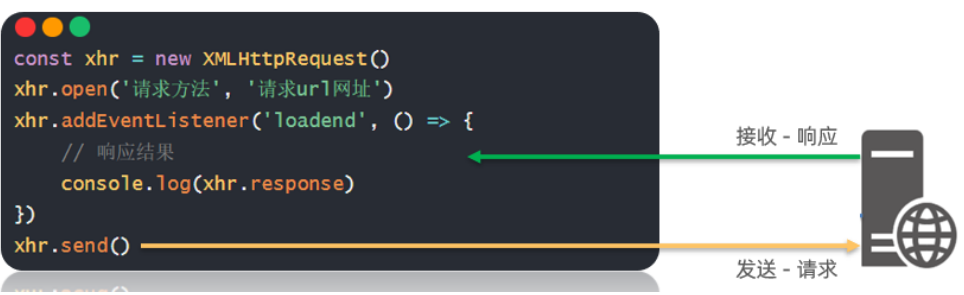 const xhr = new XMLHttpRequest()
xhr.open('请求方法', '请求url网址')
xhr.addEventListener('loadend', () => {
// 响应结果
console.log(xhr.response)
})
xhr.send()
接收 - 响应
发送 - 请求